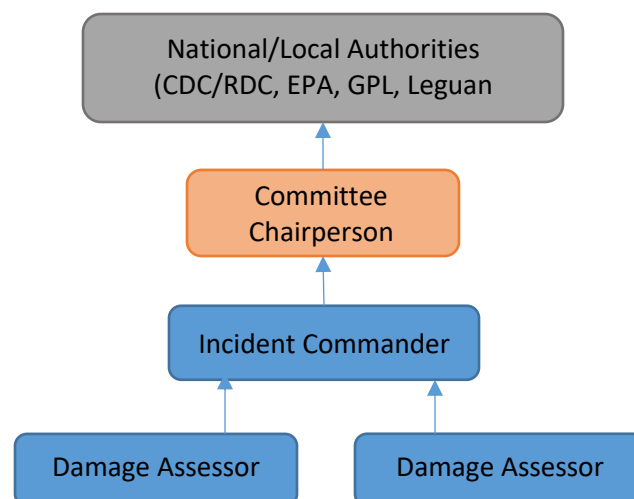 National/Local Authorities
(CDC/RDC, EPA, GPL, Leguan
Committee
Chairperson
Incident Commander
Damage Assessor
Damage Assessor